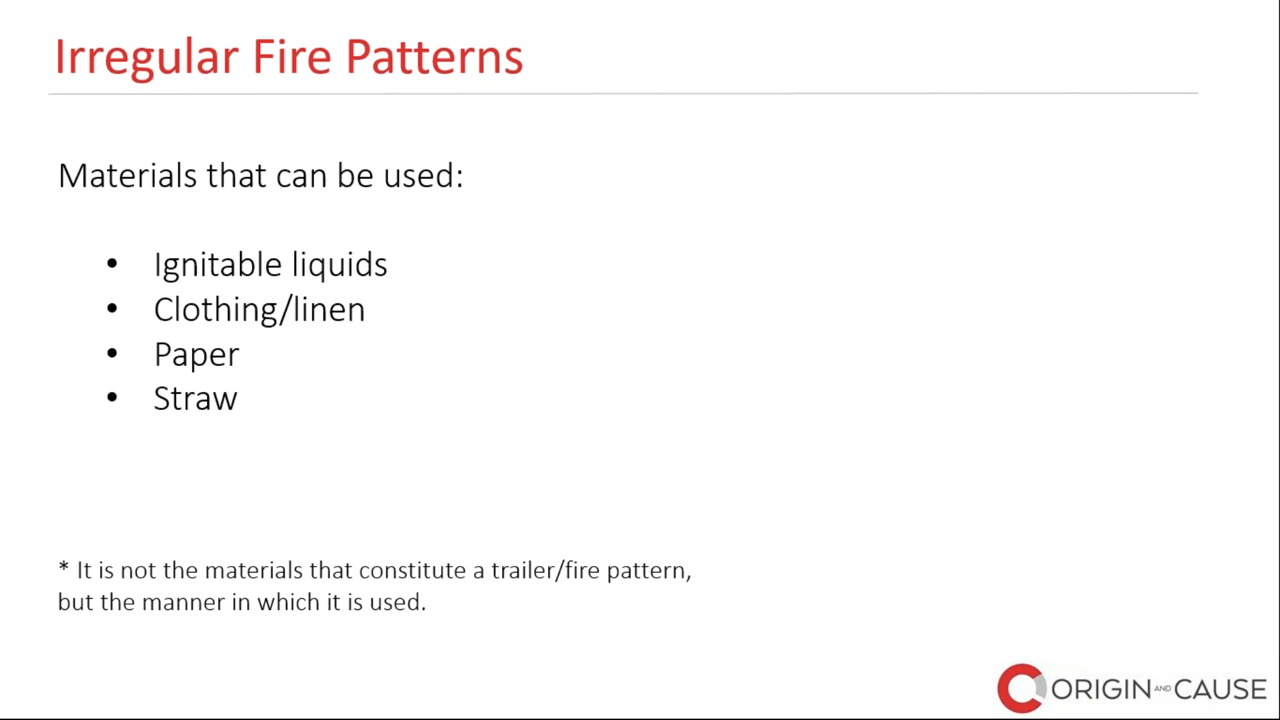 Irregular Fire Patterns
Materials that can be used:
• Ignitable liquids
• Clothing/linen
• Paper
• Straw
* It is not the materials that constitute a trailer/fire pattern,
but the manner in which it is used.
ORIGIN AND CAUSE